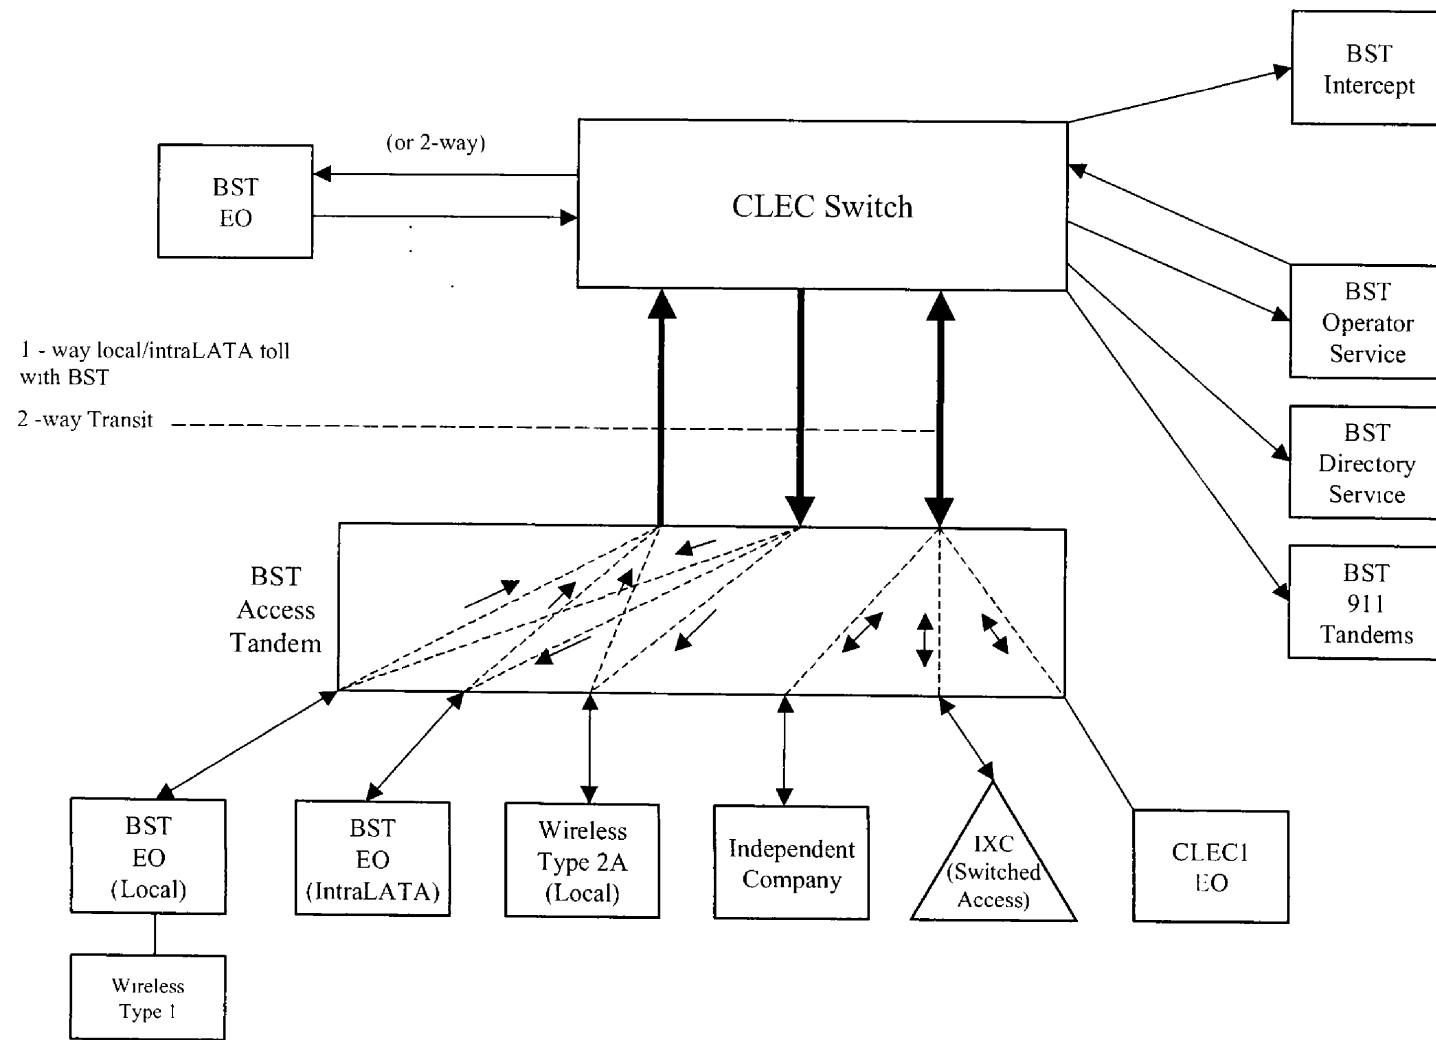 BST
Intercept
(or 2-way)
BST
EO
CLEC Switch
BST
Operator
Service
1 - way local/intraLATA toll
with BST
2 -way Transit
BST
Directory
Service
BST
Access
Tandem
BST
911
Tandems
BST
EO
(Local)
BST
EO
(IntraLATA)
Wireless
Type 2A
(Local)
Independent
Company
IXC
(Switched
Access)
CLEC1
EO
Wireless
Type 1